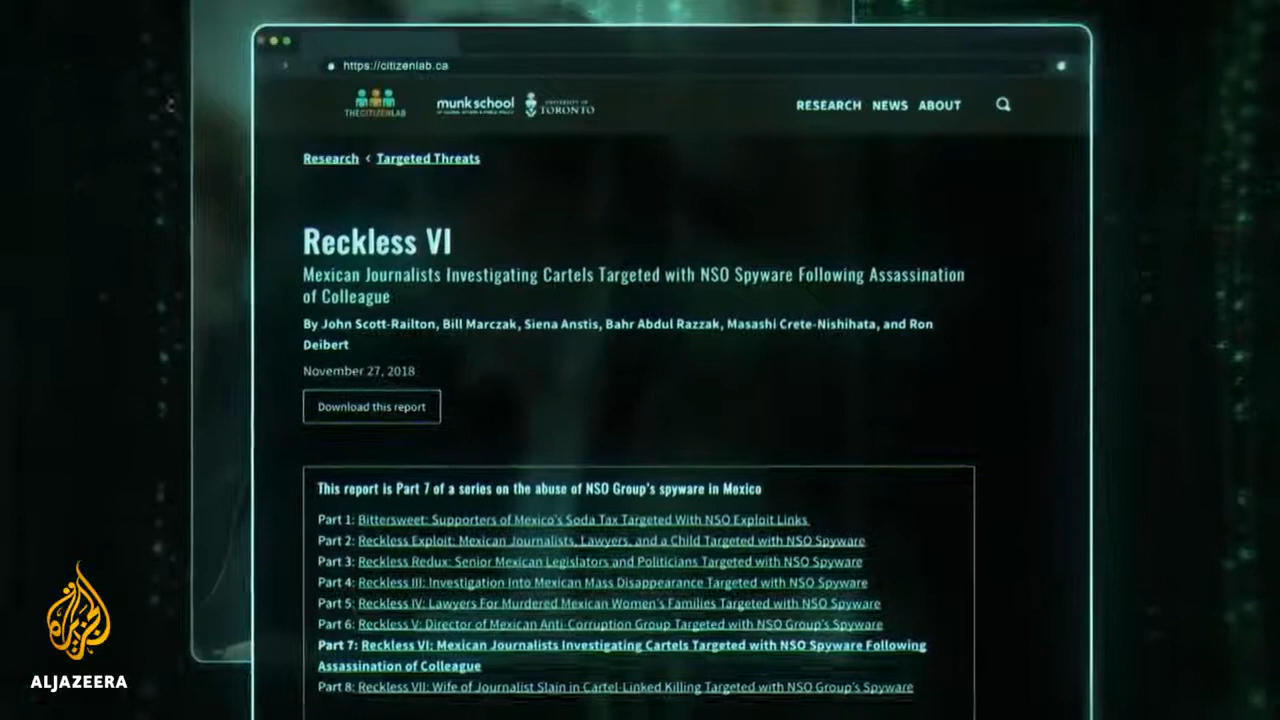 https://citizenlab.ca
THECITIZENLAB
munk school
OF GLOBAL AFFAIRS & PUBLIC POLICY
UNIVERSITY OF
TORONTO
RESEARCH NEWS ABOUT
Research < Targeted Threats
Reckless VI
Mexican Journalists Investigating Cartels Targeted with NSO Spyware Following Assassination
of Colleague
By John Scott-Railton, Bill Marczak, Siena Anstis, Bahr Abdul Razzak, Masashi Crete-Nishihata, and Ron
Deibert
November 27, 2018
Download this report
This report is Part 7 of a series on the abuse of NSO Group's spyware in Mexico
Part 1: Bittersweet: Supporters of Mexico's Soda Tax Targeted With NSO Exploit Links
Part 2: Reckless Exploit: Mexican Journalists, Lawyers, and a Child Targeted with NSO Spyware
Part 3: Reckless Redux: Senior Mexican Legislators and Politicians Targeted with NSO Spyware
Part 4: Reckless III: Investigation Into Mexican Mass Disappearance Targeted with NSO Spyware
Part 5: Reckless IV: Lawyers For Murdered Mexican Women's Families Targeted with NSO Spyware
Part 6: Reckless V: Director of Mexican Anti-Corruption Group Targeted with NSO Group's Spyware
Part 7: Reckless VI: Mexican Journalists Investigating Cartels Targeted with NSO Spyware Following
Assassination of Colleague
Part 8: Reckless VII: Wife of Journalist Slain in Cartel-Linked Killing Targeted with NSO Group's Spyware
الجزيرة
ALJAZEERA